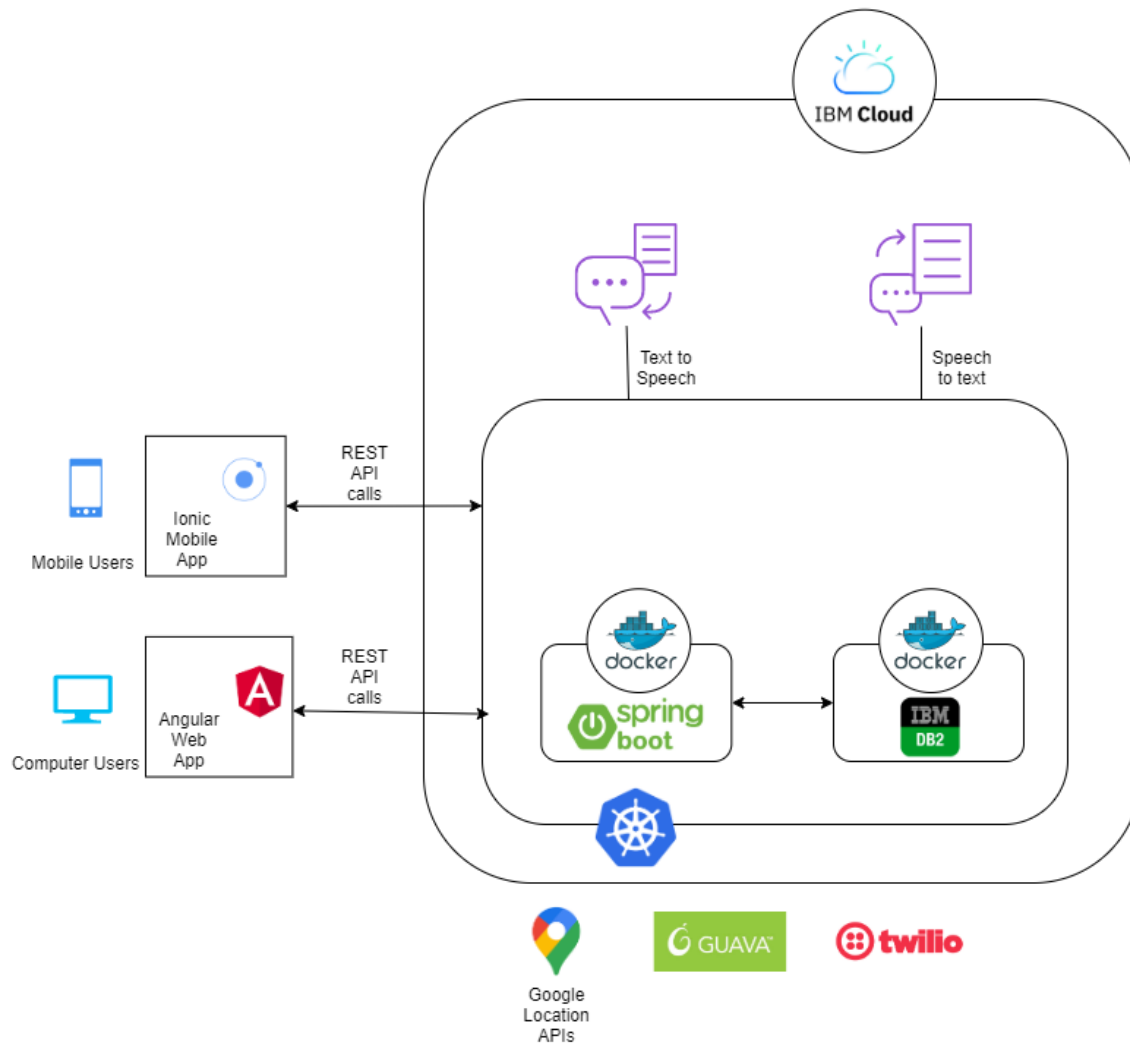 IBM Cloud
Text to
Speech
Speech
to text
REST
API
calls
Ionic
Mobile
App
Mobile Users
REST
API
calls
Angular
Web
App
Computer Users
docker
spring
boot
docker
IBM
DB2
GUAVA™
twilio
Google
Location
APIs